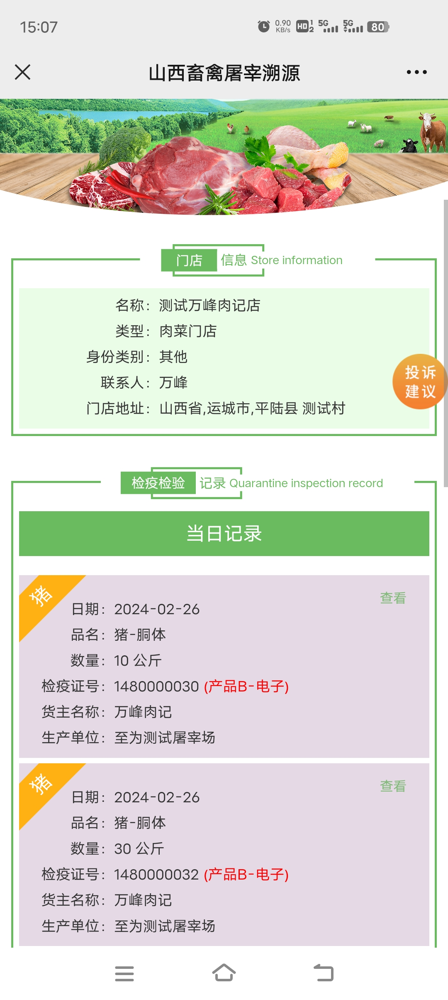 15:07
0.90 KB/s HD 1 2 5G 5G 80
山西畜禽屠宰溯源
门店 信息 Store information
名称： 测试万峰肉记店
类型： 肉菜门店
身份类别： 其他
联系人： 万峰
门店地址： 山西省,运城市,平陆县 测试村
投诉
建议
检疫检验 记录 Quarantine inspection record
当日记录
猪
查看
日期： 2024-02-26
品名： 猪-胴体
数量： 10 公斤
检疫证号： 1480000030 (产品B-电子)
货主名称： 万峰肉记
生产单位： 至为测试屠宰场
猪
查看
日期： 2024-02-26
品名： 猪-胴体
数量： 30 公斤
检疫证号： 1480000032 (产品B-电子)
货主名称： 万峰肉记
生产单位： 至为测试屠宰场